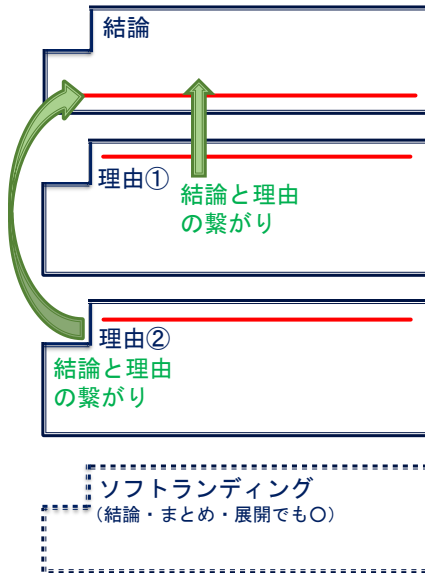 結論
理由①
結論と理由
の繋がり
理由②
結論と理由
の繋がり
ソフトランディング
(結論・まとめ・展開でも〇)